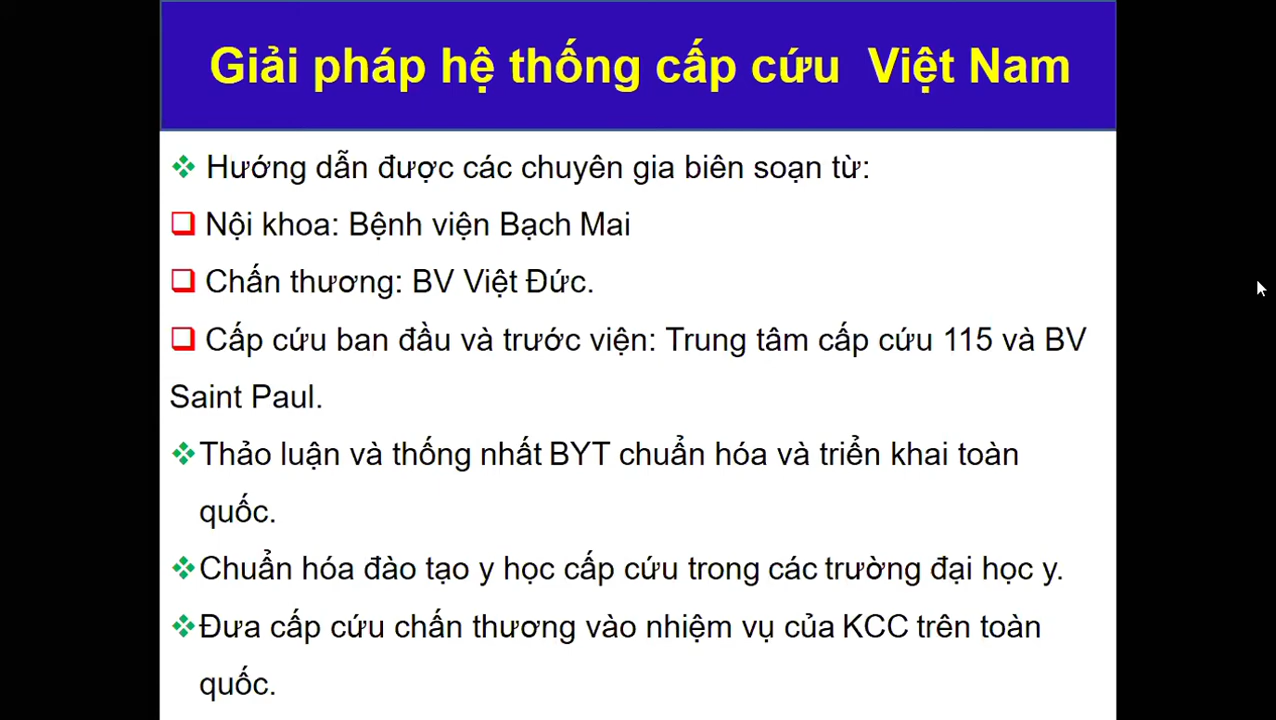 Giải pháp hệ thống cấp cứu Việt Nam
Hướng dẫn được các chuyên gia biên soạn từ:
Nội khoa: Bệnh viện Bạch Mai
Chấn thương: BV Việt Đức.
Cấp cứu ban đầu và trước viện: Trung tâm cấp cứu 115 và BV
Saint Paul.
Thảo luận và thống nhất BYT chuẩn hóa và triển khai toàn
quốc.
Chuẩn hóa đào tạo y học cấp cứu trong các trường đại học y.
Đưa cấp cứu chấn thương vào nhiệm vụ của KCC trên toàn
quốc.